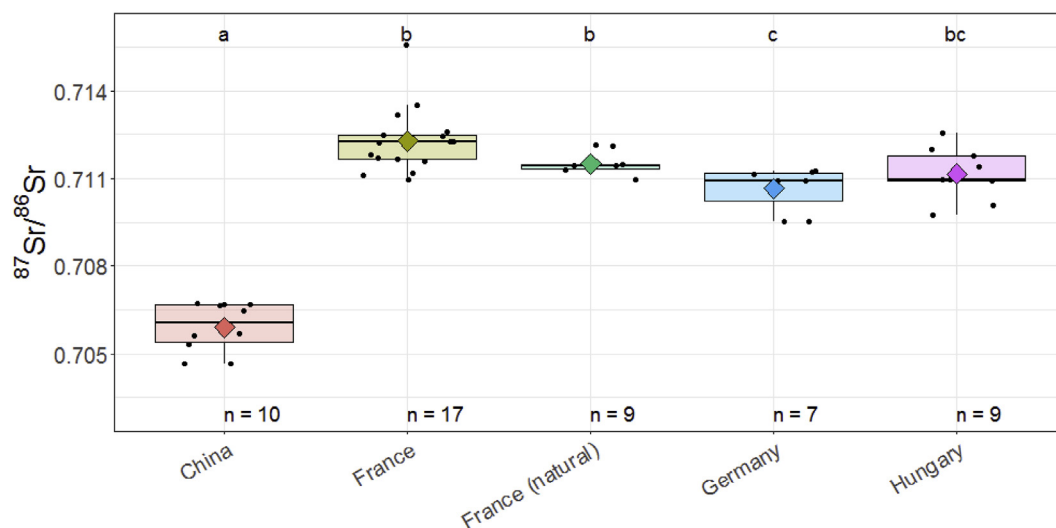 a b b c bc
0.714
0.711
0.708
0.705
⁸⁷Sr/⁸⁶Sr
n = 10 n = 17 n = 9 n = 7 n = 9
China France France (natural) Germany Hungary